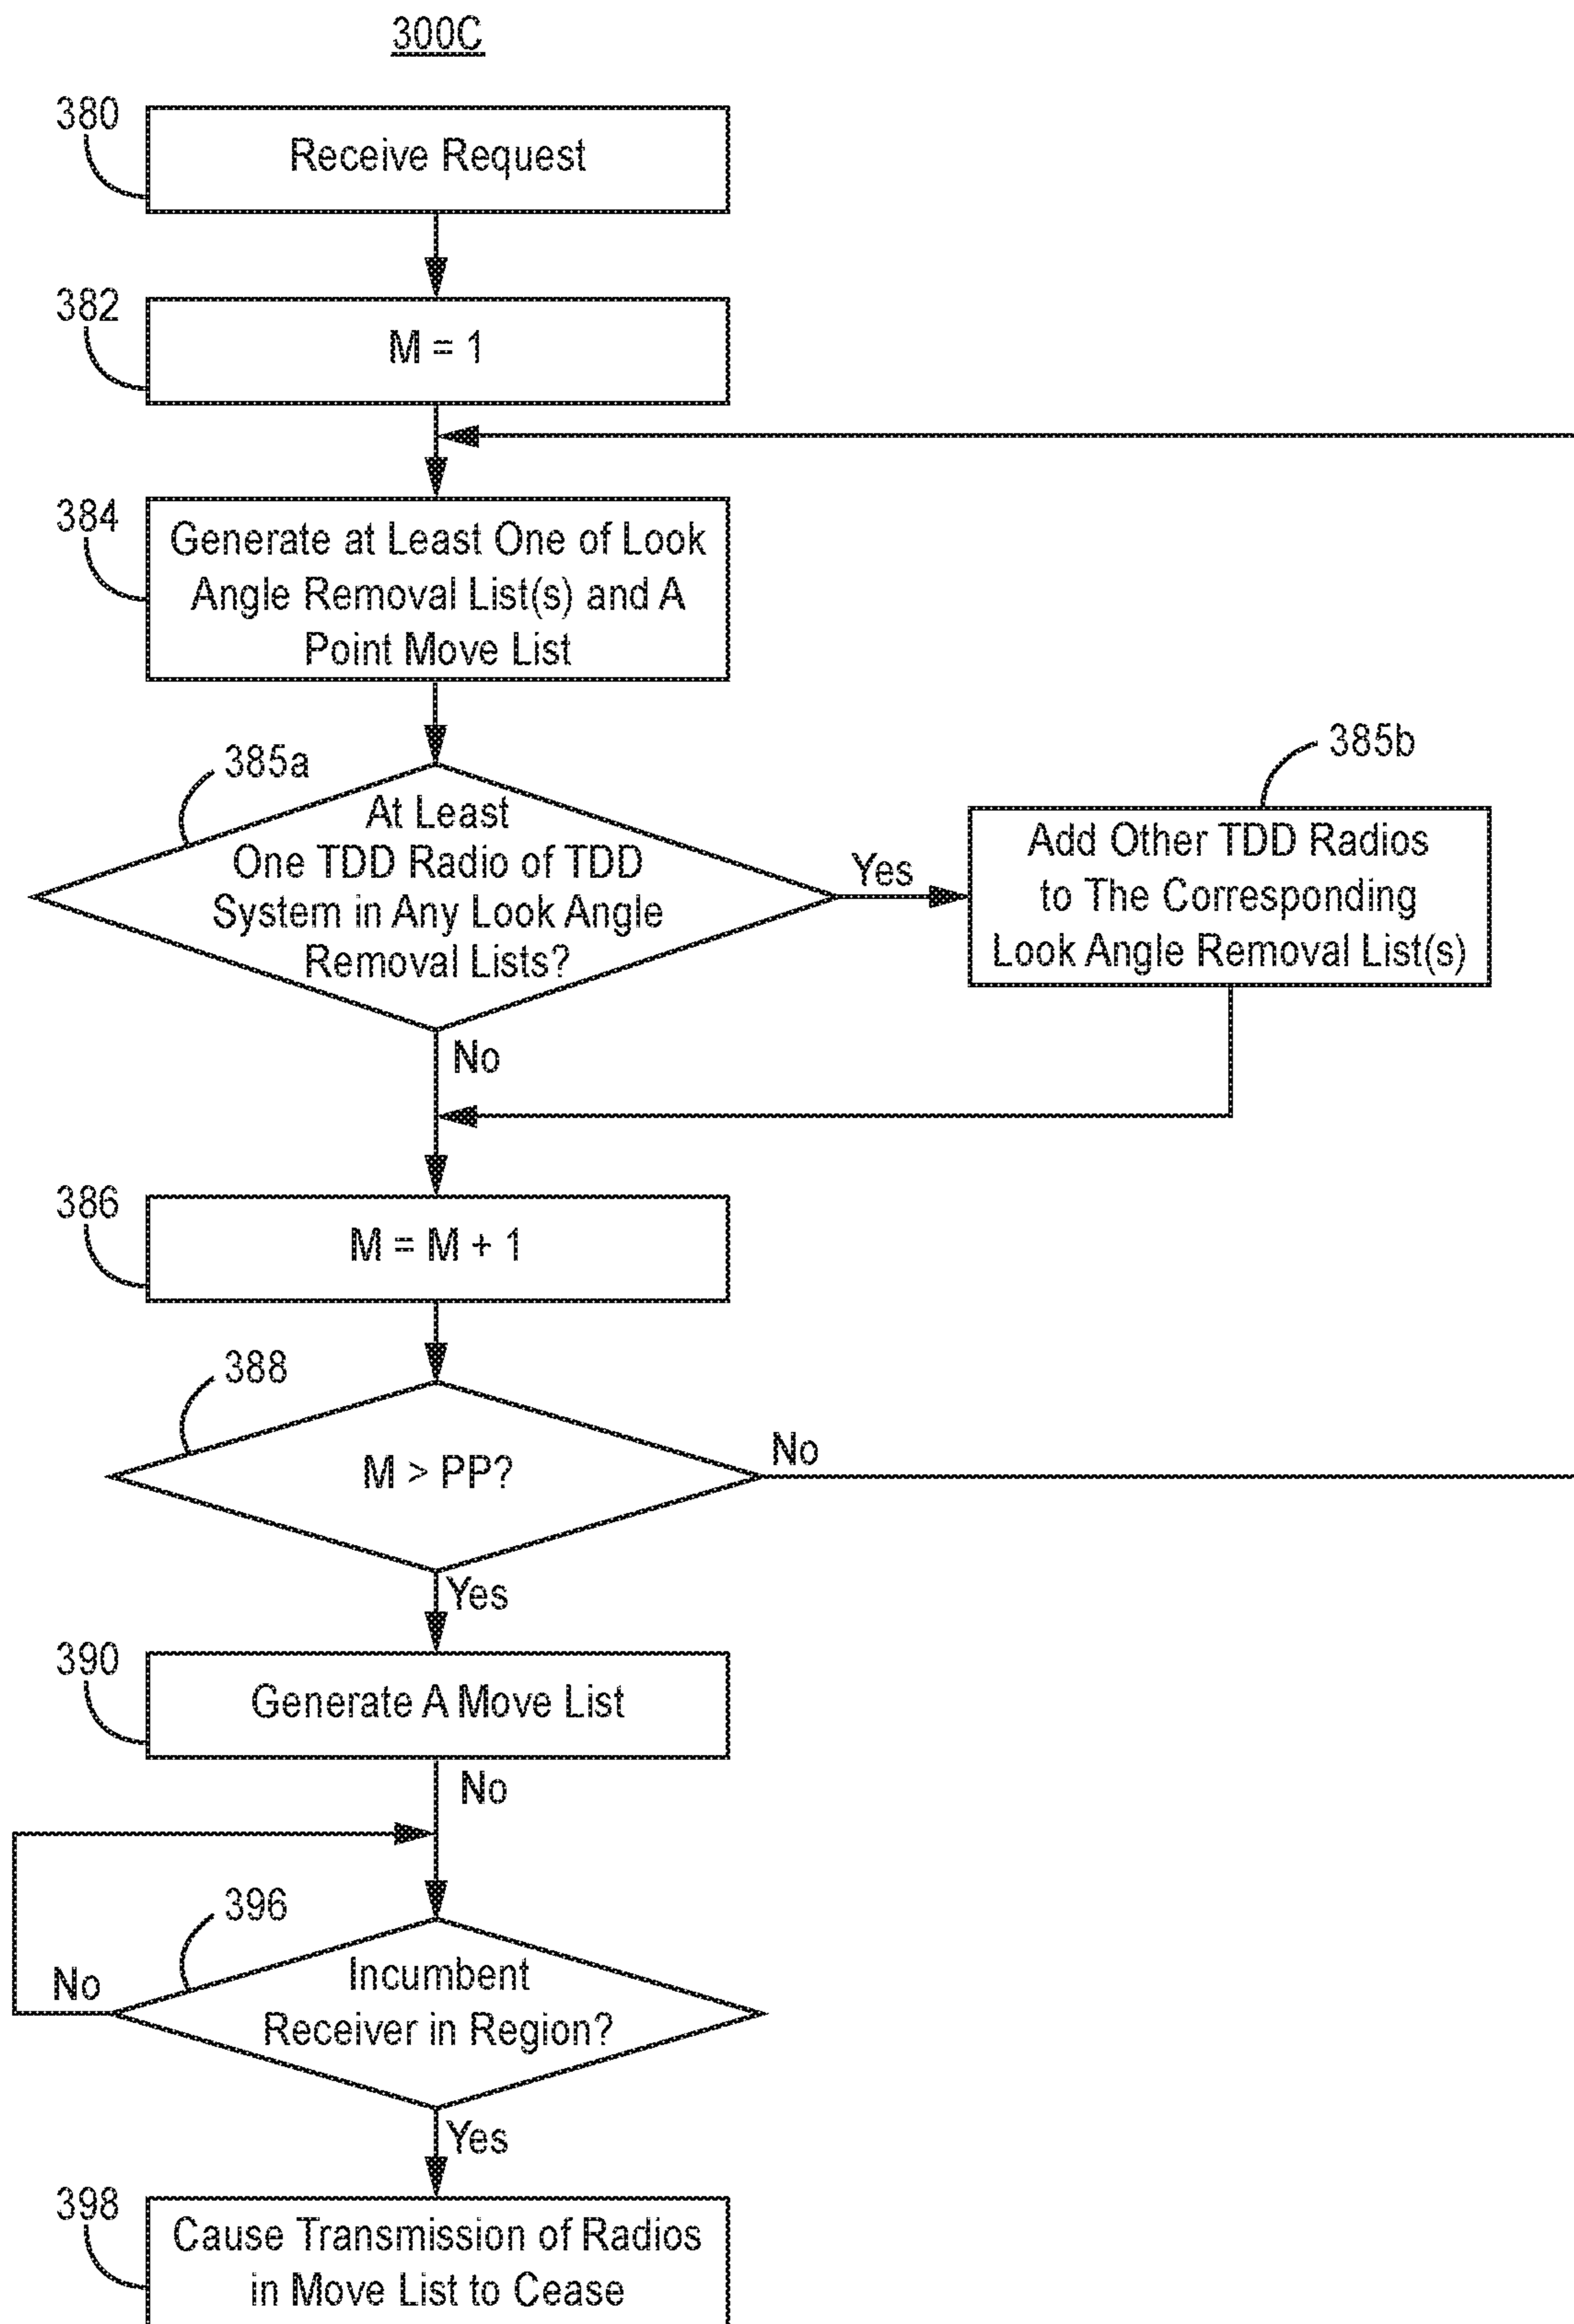 300C
380
Receive Request
382
M = 1
384
Generate at Least One of Look
Angle Removal List(s) and A
Point Move List
385a
At Least
One TDD Radio of TDD
System in Any Look Angle
Removal Lists?
Yes
385b
Add Other TDD Radios
to The Corresponding
Look Angle Removal List(s)
No
386
M = M + 1
388
M > PP?
No
Yes
390
Generate A Move List
No
396
Incumbent
Receiver in Region?
No
Yes
398
Cause Transmission of Radios
in Move List to Cease